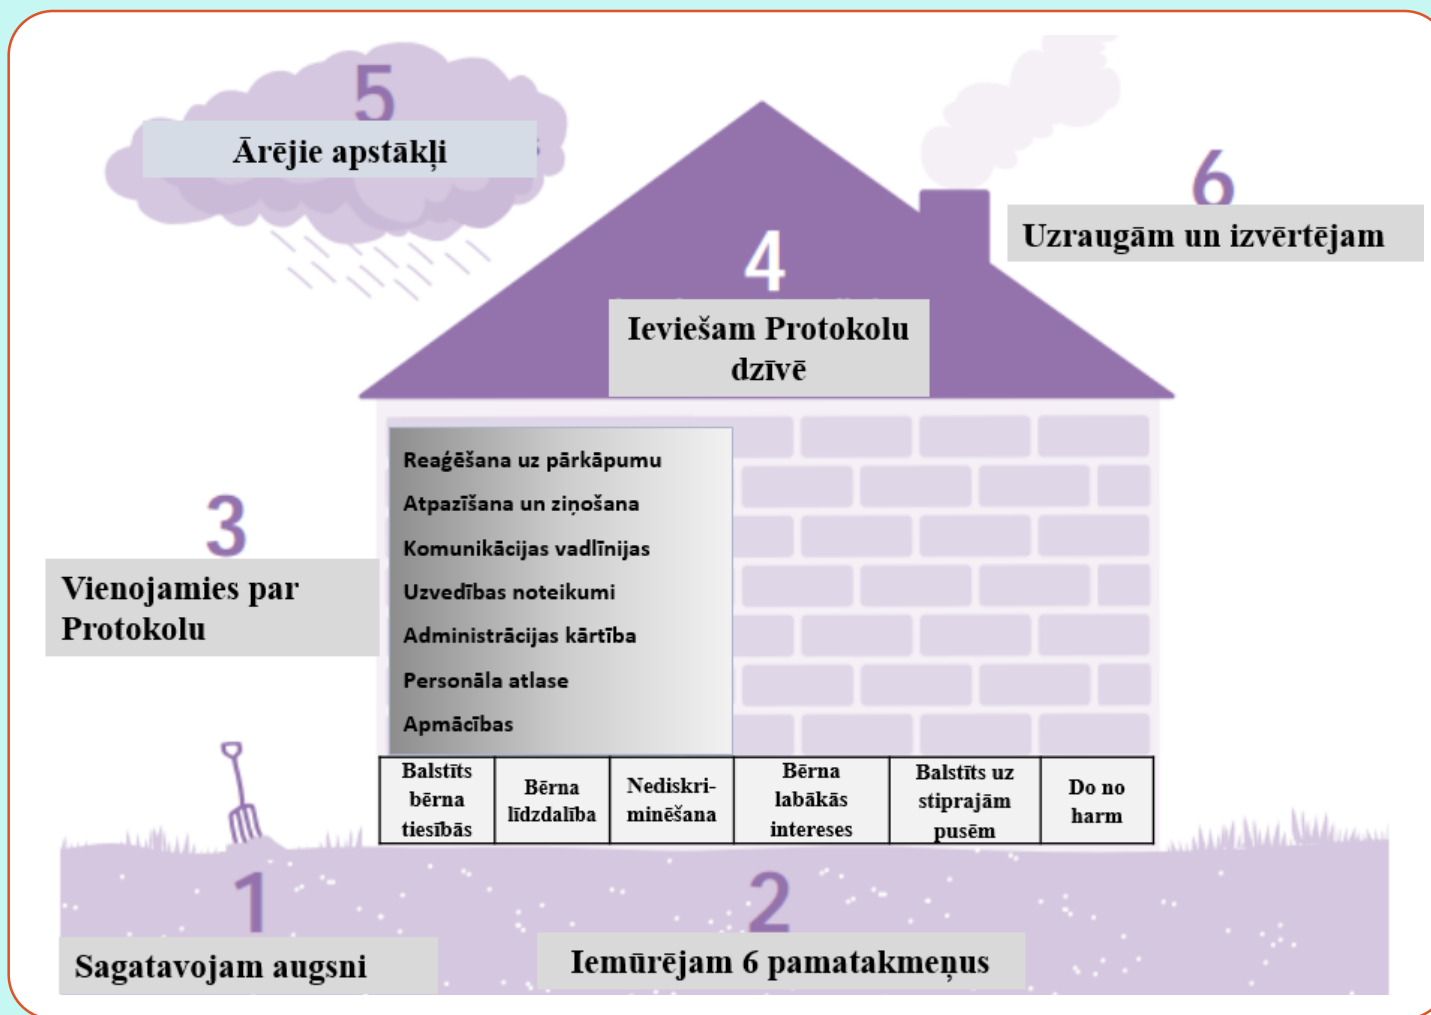 5
Ārējie apstākļi
6
Uzraugām un izvērtējam
4
Ieviešam Protokolu
dzīvē
Reaģēšana uz pārkāpumu
Atpazīšana un ziņošana
Komunikācijas vadlīnijas
Uzvedības noteikumi
Administrācijas kārtība
Personāla atlase
Apmācības
3
Vienojamies par
Protokolu
Balstīts
bērna
tiesībās
Bērna
līdzdalība
Nediskri-
minēšana
Bērna
labākās
intereses
Balstīts uz
stiprajām
pusēm
Do no
harm
1
Sagatavojam augsni
2
Iemūrējam 6 pamatakmeņus